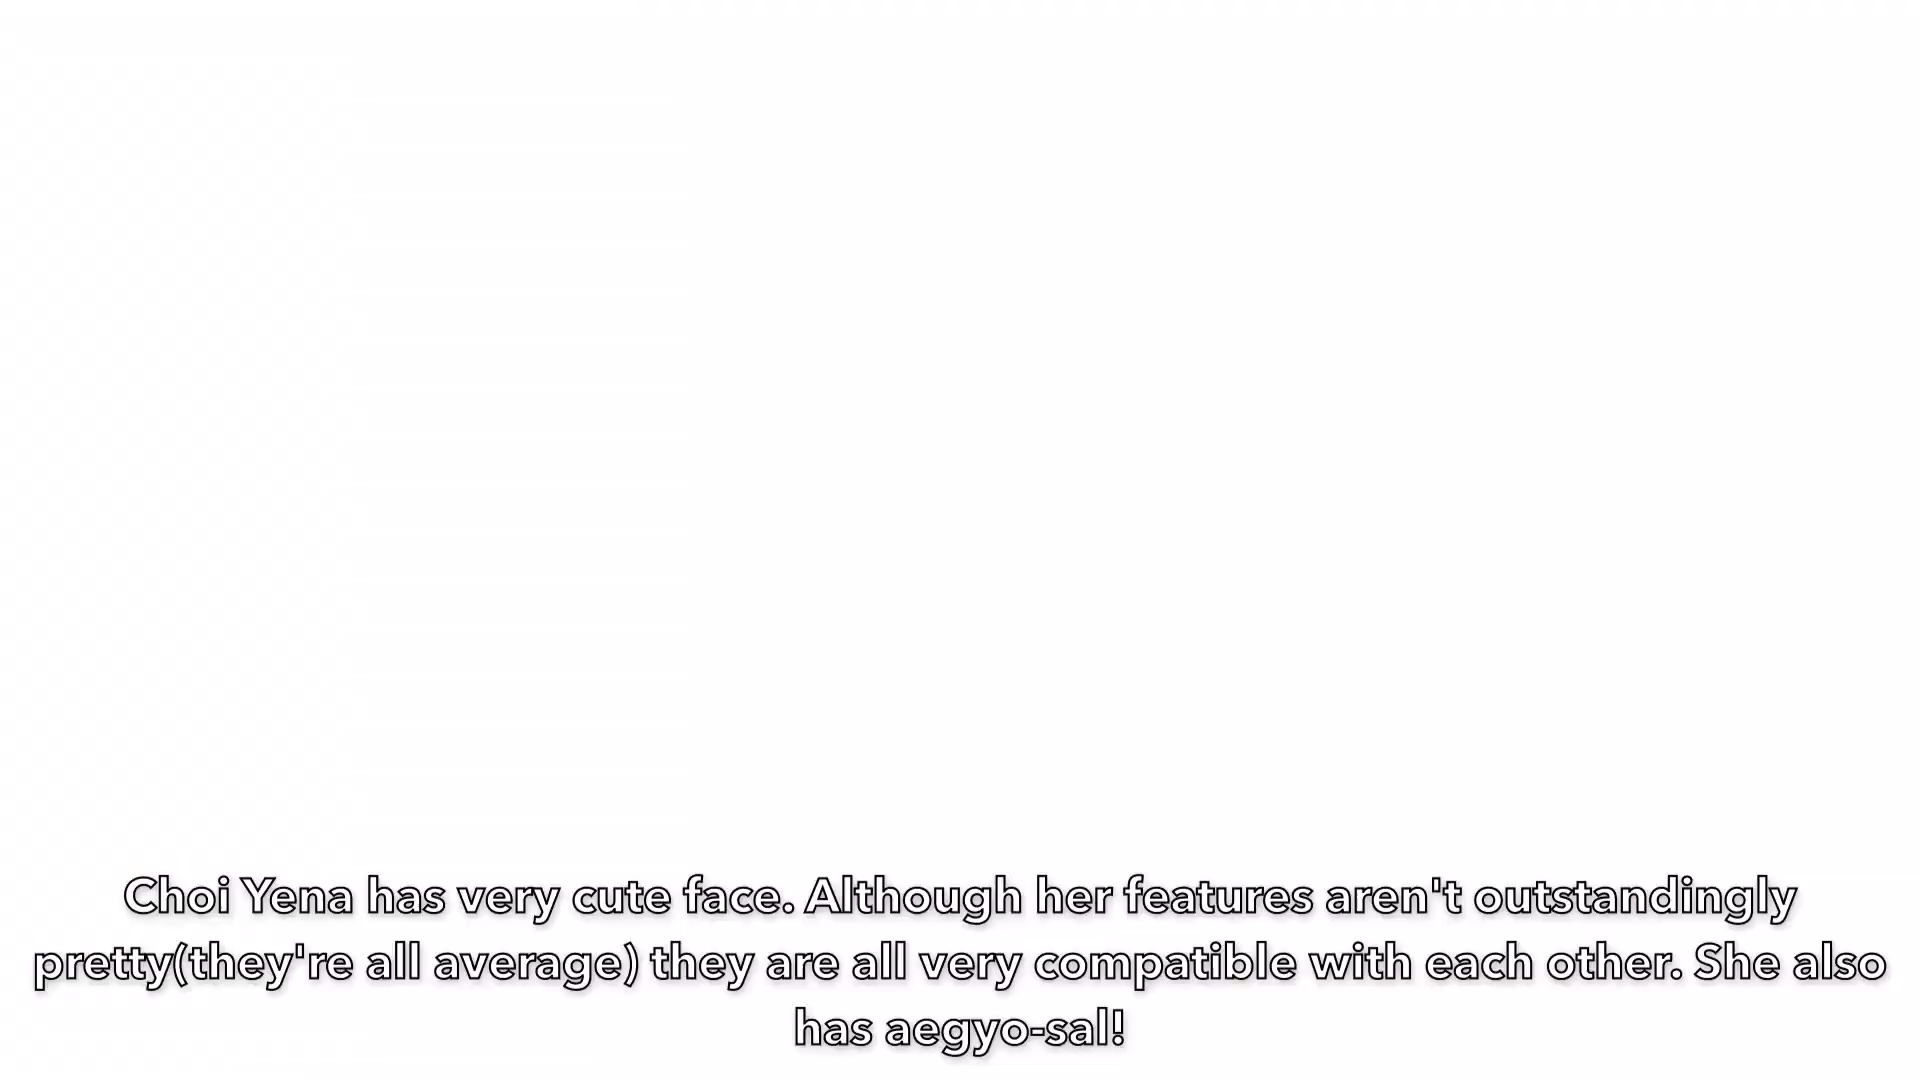 Choi Yena has very cute face. Although her features aren't outstandingly
pretty(they're all average) they are all very compatible with each other. She also
has aegyo-sal!